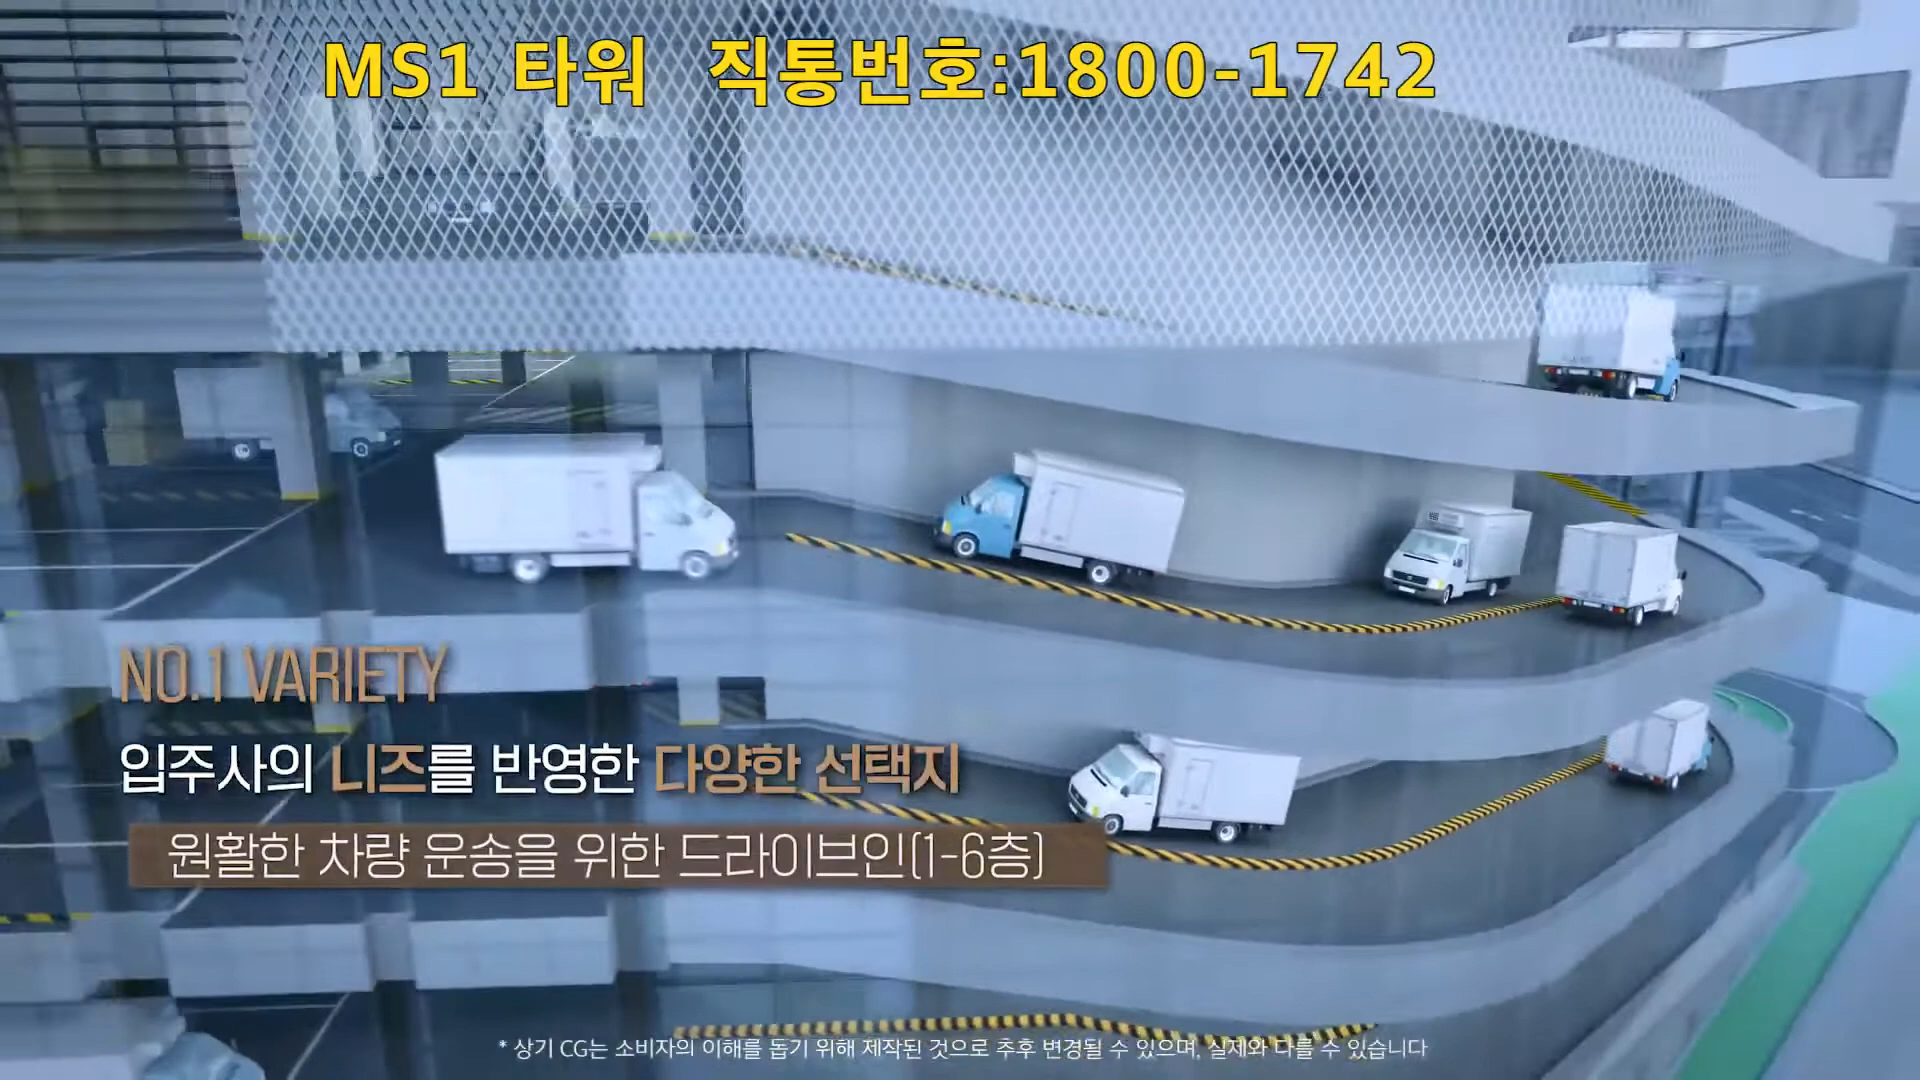 MS1 타워 직통번호:1800-1742
NO.1 VARIETY
입주사의 니즈를 반영한 다양한 선택지
원활한 차량 운송을 위한 드라이브인(1-6층)
* 상기 CG는 소비자의 이해를 돕기 위해 제작된 것으로 추후 변경될 수 있으며, 실제와 다를 수 있습니다